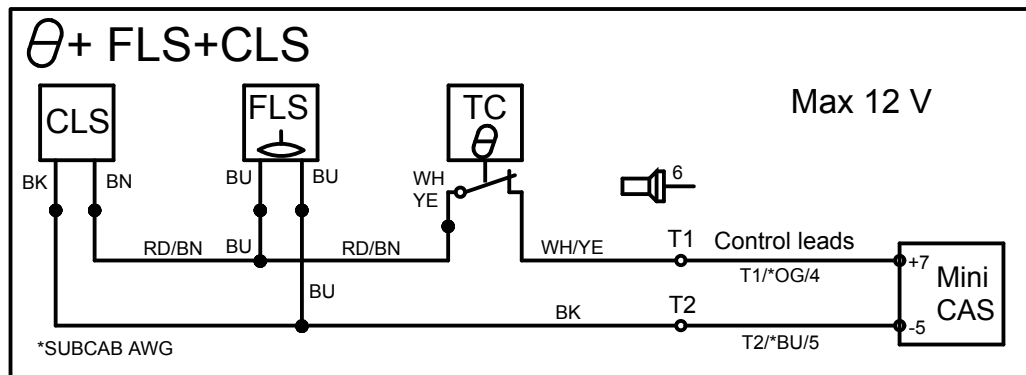 θ+ FLS+CLS
CLS
FLS
TC
θ
Max 12 V
BK
BN
BU
BU
WH
YE
6
RD/BN
BU
RD/BN
WH/YE
T1
Control leads
T1/*OG/4
+7
Mini
CAS
BU
BK
T2
-5
T2/*BU/5
*SUBCAB AWG